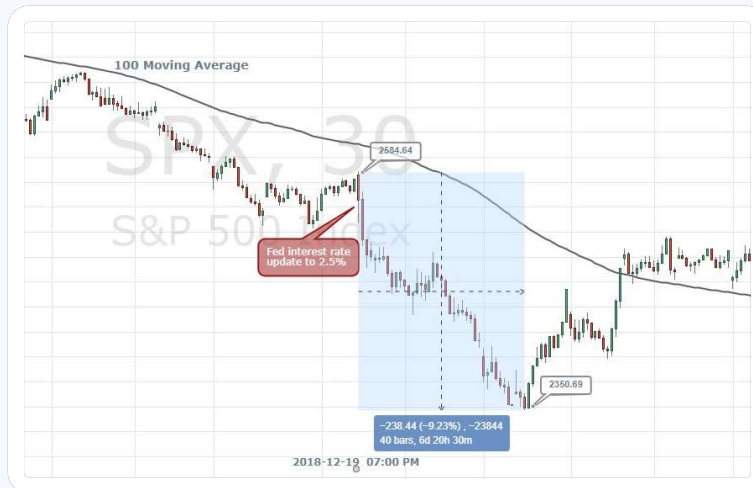 100 Moving Average
SPX, 30
S&P 500 Index
2584.64
Fed interest rate
update to 2.5%
2350.69
−238.44 (−9.23%) , −23844
40 bars, 6d 20h 30m
2018-12-19 07:00 PM